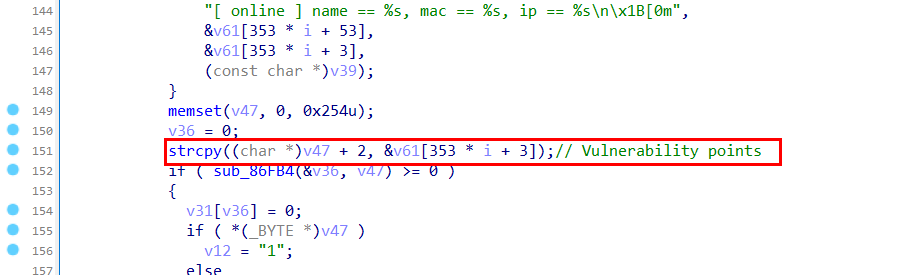 144 "[ online ] name == %s, mac == %s, ip == %s\n\x1B[0m",
145 &v61[353 * i + 53],
146 &v61[353 * i + 3],
147 (const char *)v39);
148 }
149 memset(v47, 0, 0x254u);
150 v36 = 0;
151 strcpy((char *)v47 + 2, &v61[353 * i + 3]);// Vulnerability points
152 if ( sub_86FB4(&v36, v47) >= 0 )
153 {
154 v31[v36] = 0;
155 if ( *(_BYTE *)v47 )
156 v12 = "1";
157 else